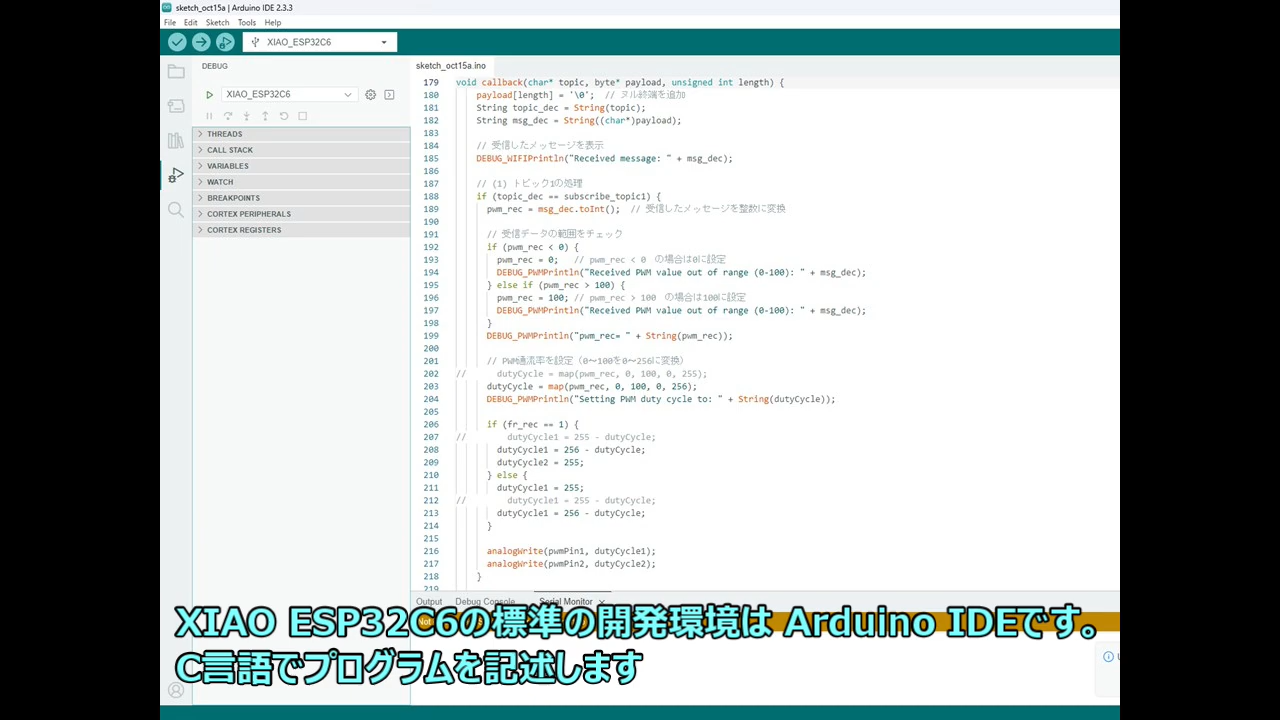 sketch_oct15a | Arduino IDE 2.3.3
File Edit Sketch Tools Help
XIAO_ESP32C6
DEBUG
XIAO_ESP32C6
THREADS
CALL STACK
VARIABLES
WATCH
BREAKPOINTS
CORTEX PERIPHERALS
CORTEX REGISTERS
sketch_oct15a.ino
179 void callback(char* topic, byte* payload, unsigned int length) {
180 payload[length] = '\0'; // ヌル終端を追加
181 String topic_dec = String(topic);
182 String msg_dec = String((char*)payload);
183
184 // 受信したメッセージを表示
185 DEBUG_WIFIPrintln("Received message: " + msg_dec);
186
187 // (1) トピック1の処理
188 if (topic_dec == subscribe_topic1) {
189 pwm_rec = msg_dec.toInt(); // 受信したメッセージを整数に変換
190
191 // 受信データの範囲をチェック
192 if (pwm_rec < 0) {
193 pwm_rec = 0; // pwm_rec < 0 の場合は0に設定
194 DEBUG_PWMPrintln("Received PWM value out of range (0-100): " + msg_dec);
195 } else if (pwm_rec > 100) {
196 pwm_rec = 100; // pwm_rec > 100 の場合は100に設定
197 DEBUG_PWMPrintln("Received PWM value out of range (0-100): " + msg_dec);
198 }
199 DEBUG_PWMPrintln("pwm_rec= " + String(pwm_rec));
200
201 // PWM通流率を設定（0～100を0～256に変換）
202 // dutyCycle = map(pwm_rec, 0, 100, 0, 255);
203 dutyCycle = map(pwm_rec, 0, 100, 0, 256);
204 DEBUG_PWMPrintln("Setting PWM duty cycle to: " + String(dutyCycle));
205
206 if (fr_rec == 1) {
207 // dutyCycle1 = 255 - dutyCycle;
208 dutyCycle1 = 256 - dutyCycle;
209 dutyCycle2 = 255;
210 } else {
211 dutyCycle1 = 255;
212 // dutyCycle1 = 255 - dutyCycle;
213 dutyCycle1 = 256 - dutyCycle;
214 }
215
216 analogWrite(pwmPin1, dutyCycle1);
217 analogWrite(pwmPin2, dutyCycle2);
218 }
219
Output Debug Console Serial Monitor
XIAO ESP32C6の標準の開発環境は Arduino IDEです。
C言語でプログラムを記述します